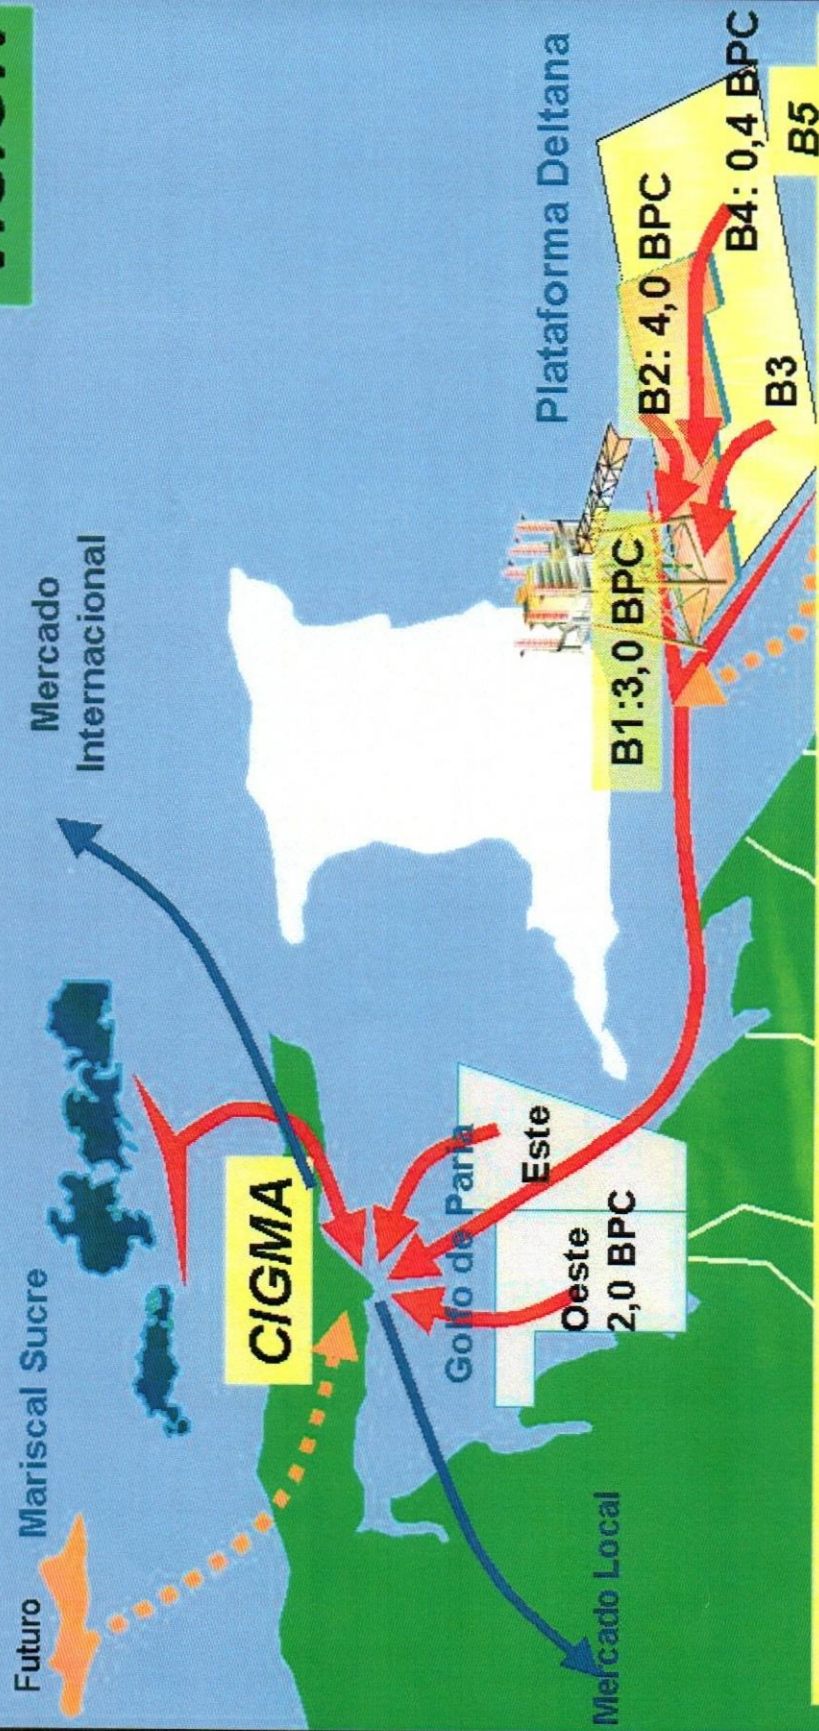 Futuro
Mariscal Sucre
Mercado
Internacional
CIGMA
Golfo de Paria
Este
Oeste
2,0 BPC
Mercado Local
Plataforma Deltana
B1:3,0 BPC
B2: 4,0 BPC
B3
B4: 0,4 BPC
B5